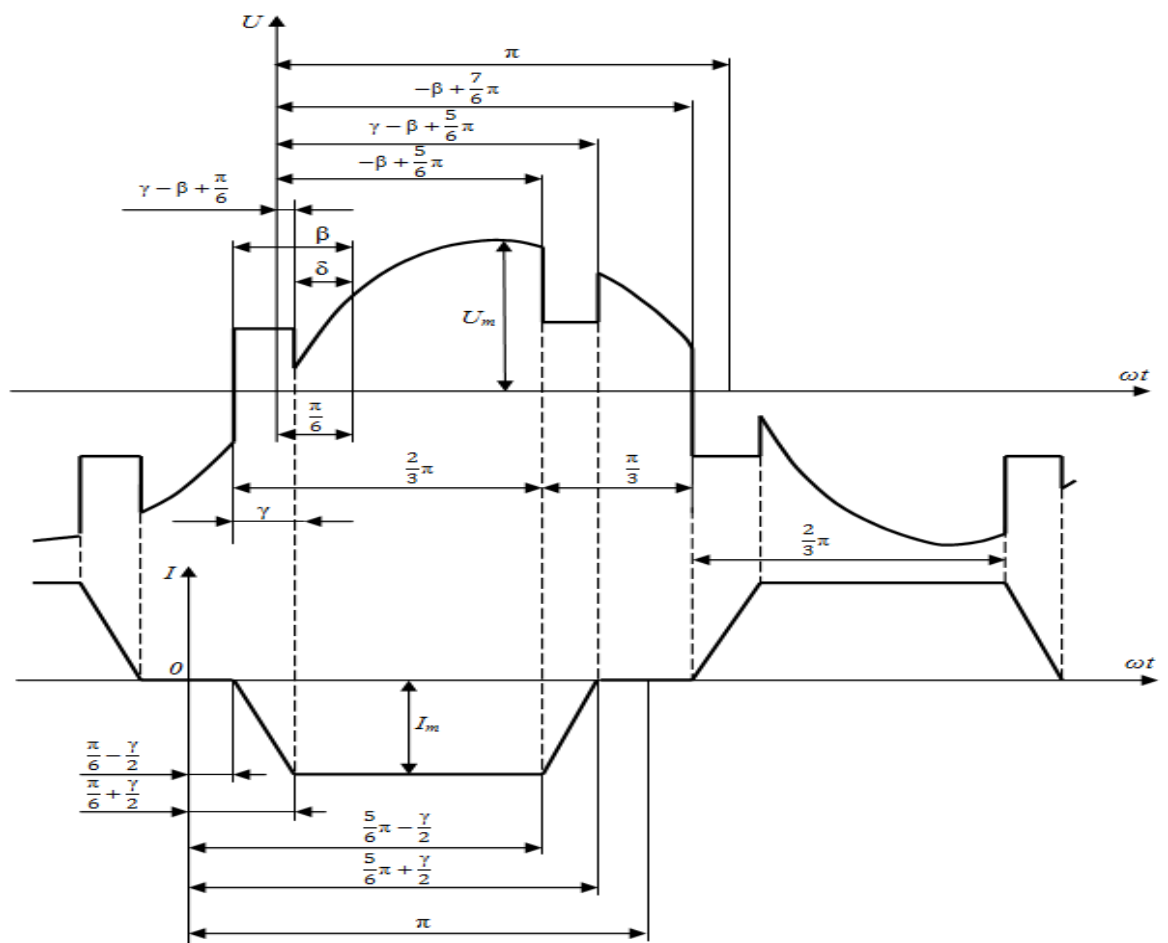 U
π
−β + 7/6 π
γ − β + 5/6 π
−β + 5/6 π
γ − β + π/6
β
δ
U_m
ωt
π/6
2/3 π
π/3
γ
2/3 π
I
0
ωt
I_m
π/6 − γ/2
π/6 + γ/2
5/6 π − γ/2
5/6 π + γ/2
π